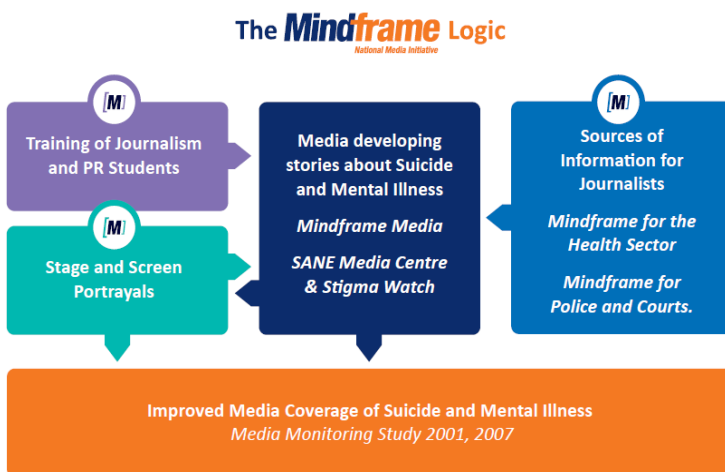 The Mindframe Logic
National Media Initiative
[M]
Training of Journalism
and PR Students
[M]
Stage and Screen
Portrayals
Media developing
stories about Suicide
and Mental Illness
Mindframe Media
SANE Media Centre
& Stigma Watch
[M]
Sources of
Information for
Journalists
Mindframe for the
Health Sector
Mindframe for
Police and Courts.
Improved Media Coverage of Suicide and Mental Illness
Media Monitoring Study 2001, 2007